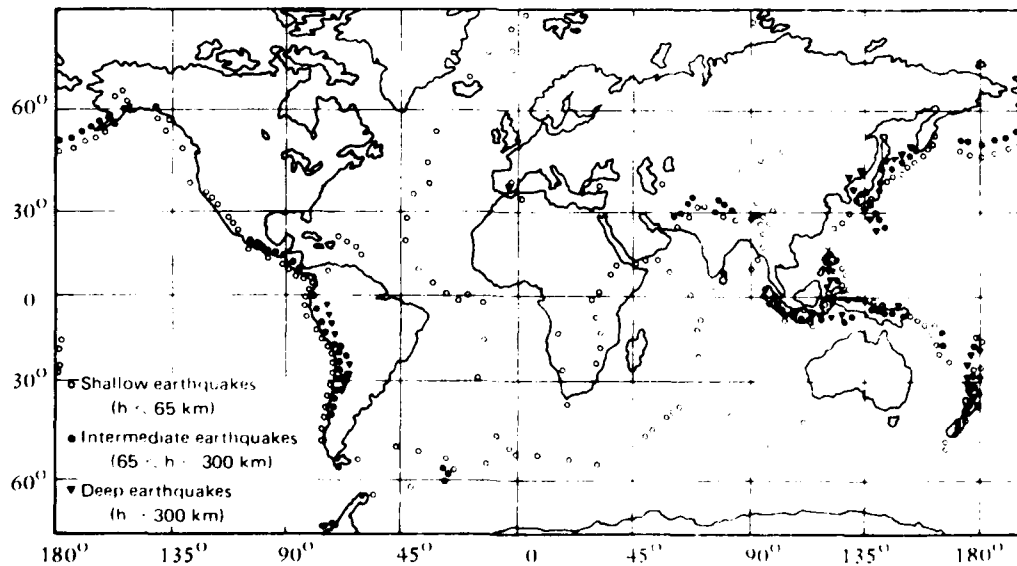 60°
30°
0
30°
60°
Shallow earthquakes
(h < 65 km)
Intermediate earthquakes
(65 < h < 300 km)
Deep earthquakes
(h > 300 km)
180° 135° 90° 45° 0 45° 90° 135° 180°